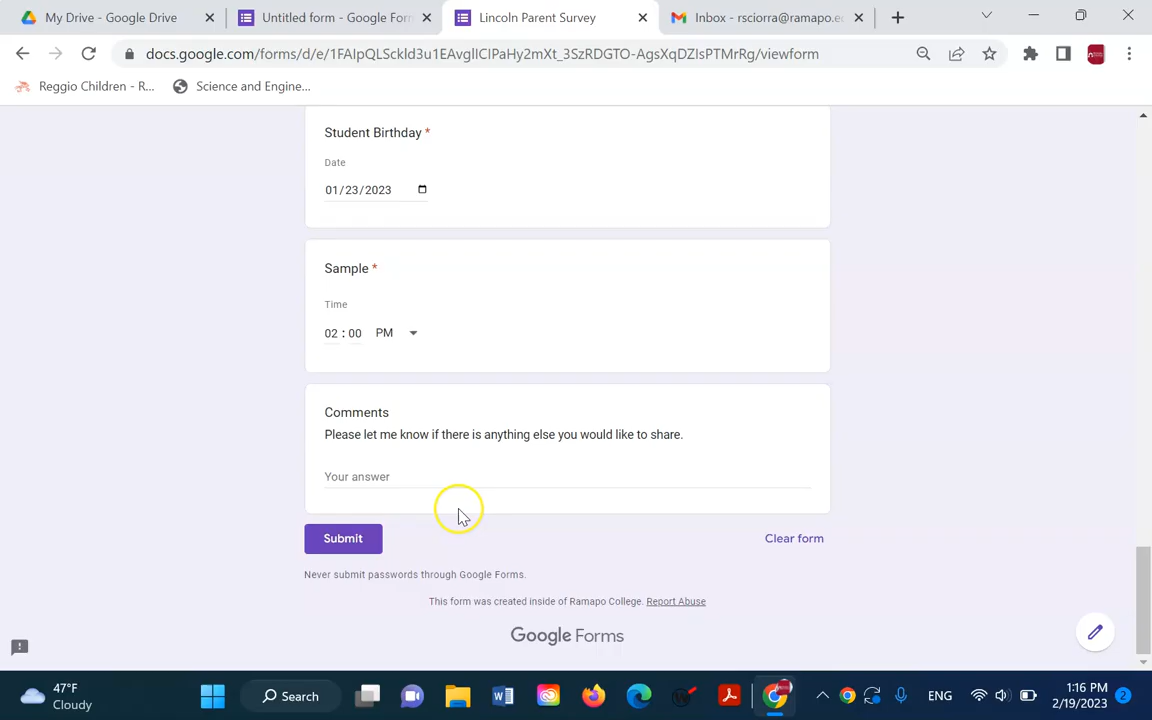 My Drive - Google Drive
Untitled form - Google For
Lincoln Parent Survey
Inbox - rsciorra@ramapo.e
docs.google.com/forms/d/e/1FAIpQLSckld3u1EAvgllCIPaHy2mXt_3SzRDGTO-AgsXqDZIsPTMrRg/viewform
Reggio Children - R...
Science and Engine...
Student Birthday *
Date
01/23/2023
Sample *
Time
02 : 00 PM
Comments
Please let me know if there is anything else you would like to share.
Your answer
Submit
Clear form
Never submit passwords through Google Forms.
This form was created inside of Ramapo College. Report Abuse
Google Forms
47°F
Cloudy
Search
ENG
1:16 PM
2/19/2023
2